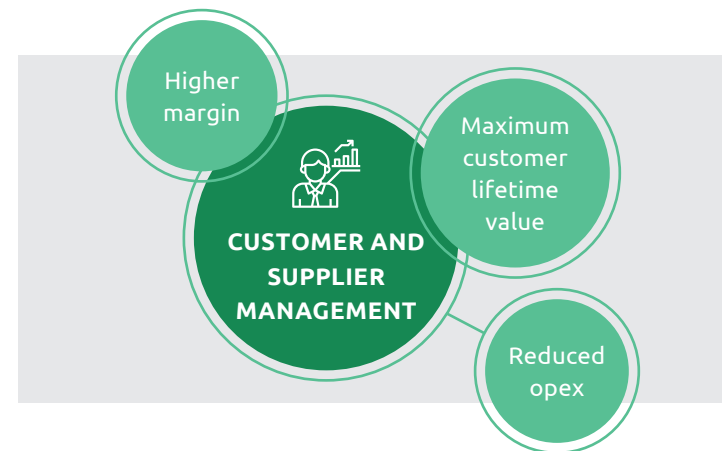 Higher
margin
Maximum
customer
lifetime
value
CUSTOMER AND
SUPPLIER
MANAGEMENT
Reduced
opex